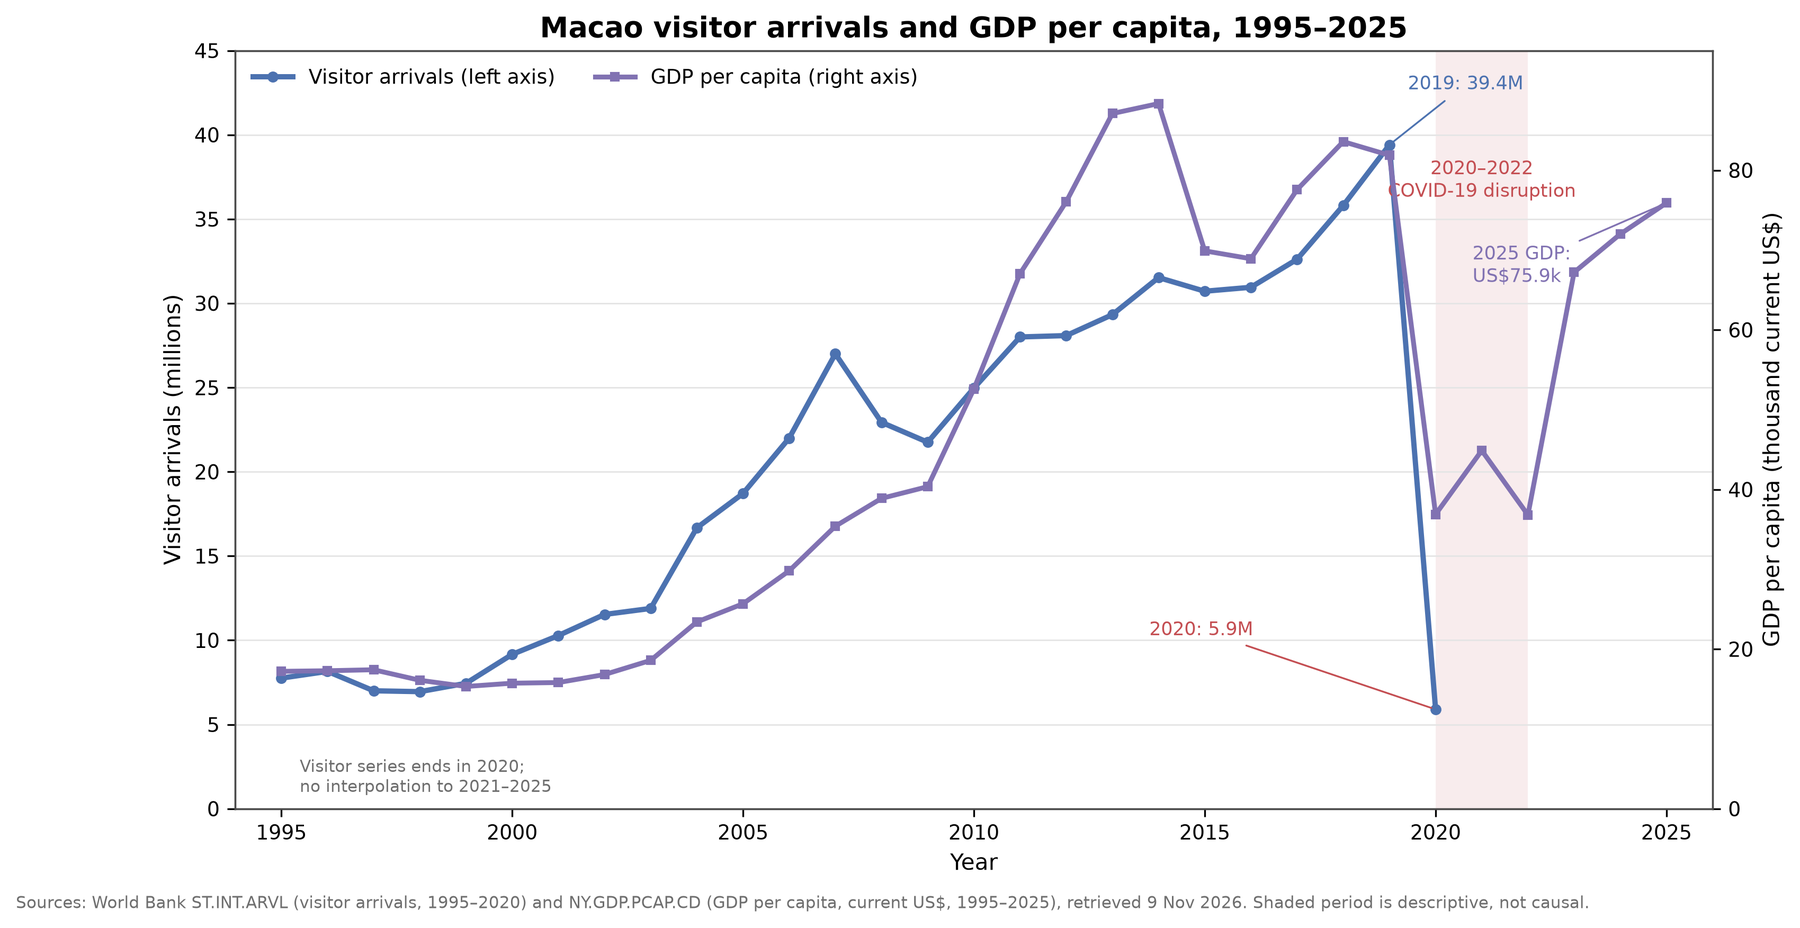 Macao visitor arrivals and GDP per capita, 1995–2025
Visitor arrivals (left axis)
GDP per capita (right axis)
2019: 39.4M
2020–2022
COVID-19 disruption
2025 GDP:
US$75.9k
2020: 5.9M
Visitor series ends in 2020;
no interpolation to 2021–2025
Visitor arrivals (millions)
45
40
35
30
25
20
15
10
5
0
GDP per capita (thousand current US$)
80
60
40
20
0
1995
2000
2005
2010
2015
2020
2025
Year
Sources: World Bank ST.INT.ARVL (visitor arrivals, 1995–2020) and NY.GDP.PCAP.CD (GDP per capita, current US$, 1995–2025), retrieved 9 Nov 2026. Shaded period is descriptive, not causal.